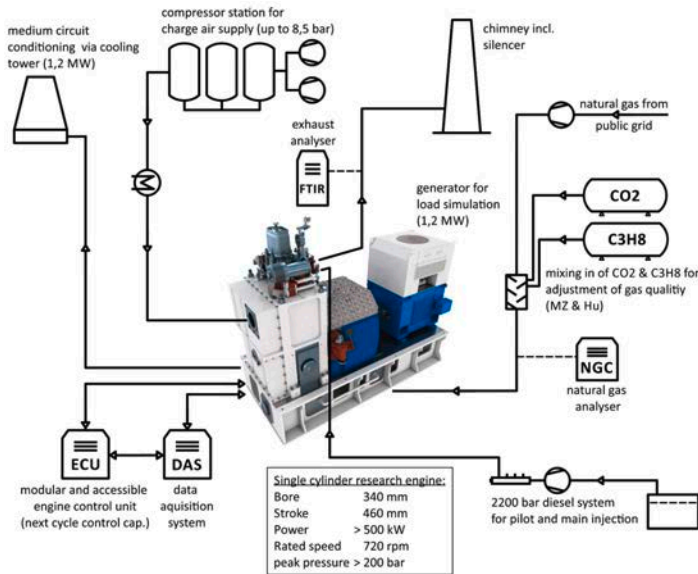 medium circuit
conditioning via cooling
tower (1,2 MW)
compressor station for
charge air supply (up to 8,5 bar)
chimney incl.
silencer
natural gas from
public grid
exhaust
analyser
FTIR
generator for
load simulation
(1,2 MW)
CO2
C3H8
mixing in of CO2 & C3H8 for
adjustment of gas qualitiy
(MZ & Hu)
M
NGC
natural gas
analyser
ECU
DAS
modular and accessible
engine control unit
(next cycle control cap.)
data
aquisition
system
Single cylinder research engine:
Bore 340 mm
Stroke 460 mm
Power > 500 kW
Rated speed 720 rpm
peak pressure > 200 bar
2200 bar diesel system
for pilot and main injection